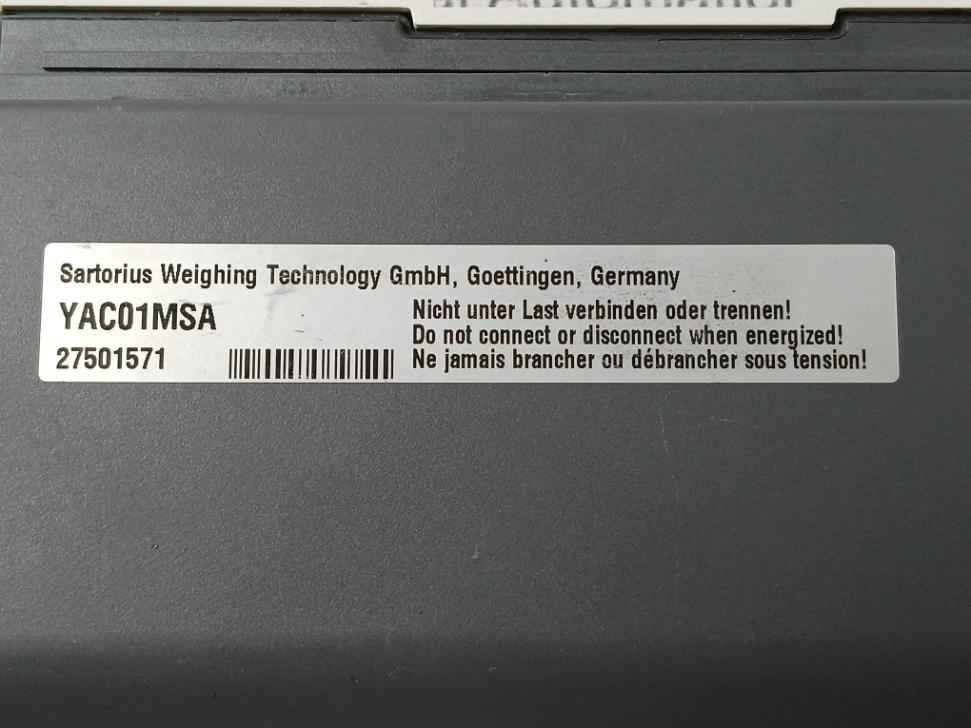 Sartorius Weighing Technology GmbH, Goettingen, Germany
YAC01MSA
27501571
Nicht unter Last verbinden oder trennen!
Do not connect or disconnect when energized!
Ne jamais brancher ou débrancher sous tension!